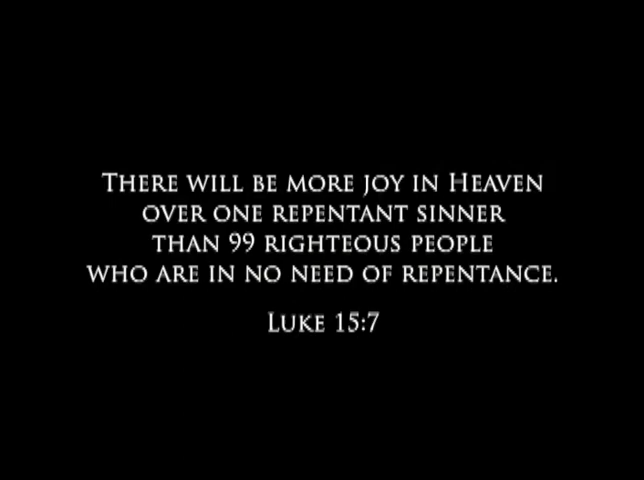 There will be more joy in Heaven
over one repentant sinner
than 99 righteous people
who are in no need of repentance.
Luke 15:7